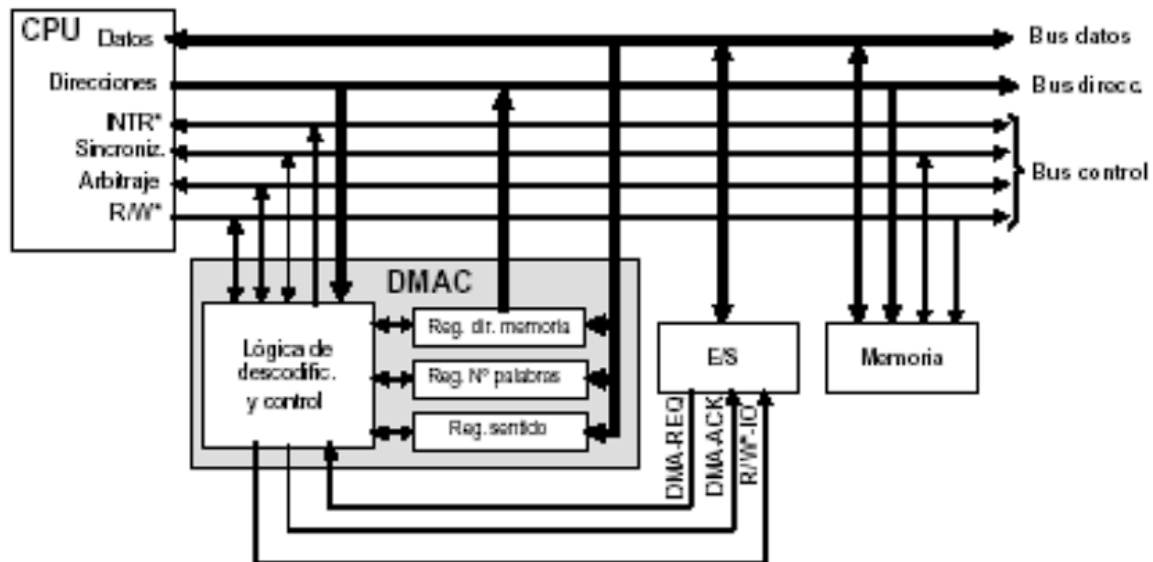 CPU
Datos
Bus datos
Direcciones
Bus direcc.
INTR*
Sincroniz.
Arbitraje
Bus control
R/W*
DMAC
Lógica de
descodific.
y control
Reg. dir. memoria
Reg. Nº palabras
Reg. sentido
E/S
Memoria
DMA-REQ
DMA-ACK
R/W*-IO